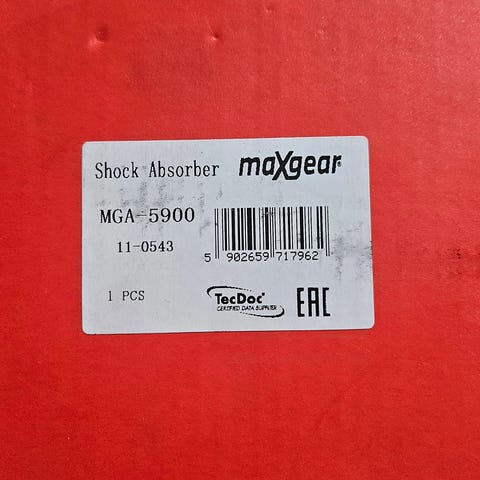 Shock Absorber maXgear®
MGA-5900
11-0543
5 902659 717962
1 PCS
TecDoc®
CERTIFIED DATA SUPPLIER
EAC